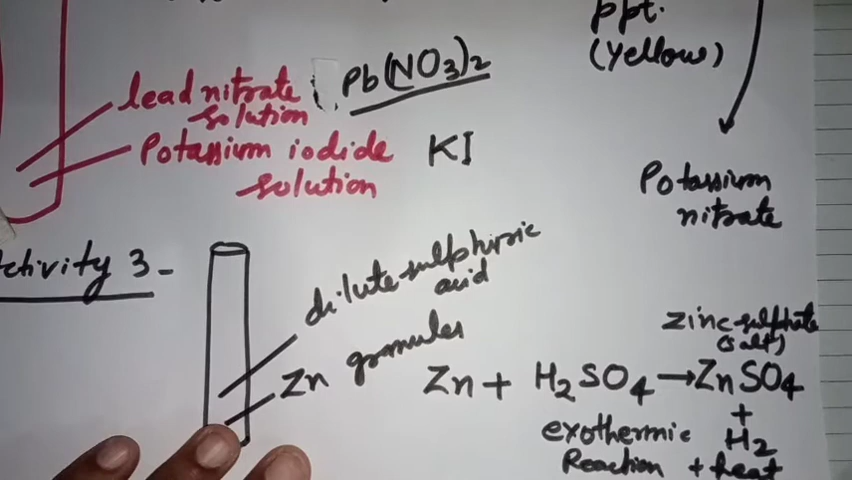 ppt.
(yellow)
lead nitrate
solution
Pb(NO3)2
Potassium iodide
solution
KI
Potassium
nitrate
Activity 3-
dilute sulphuric
acid
Zn granules
zinc sulphate
(salt)
Zn + H2SO4 → ZnSO4
+
H2
+ heat
exothermic
Reaction